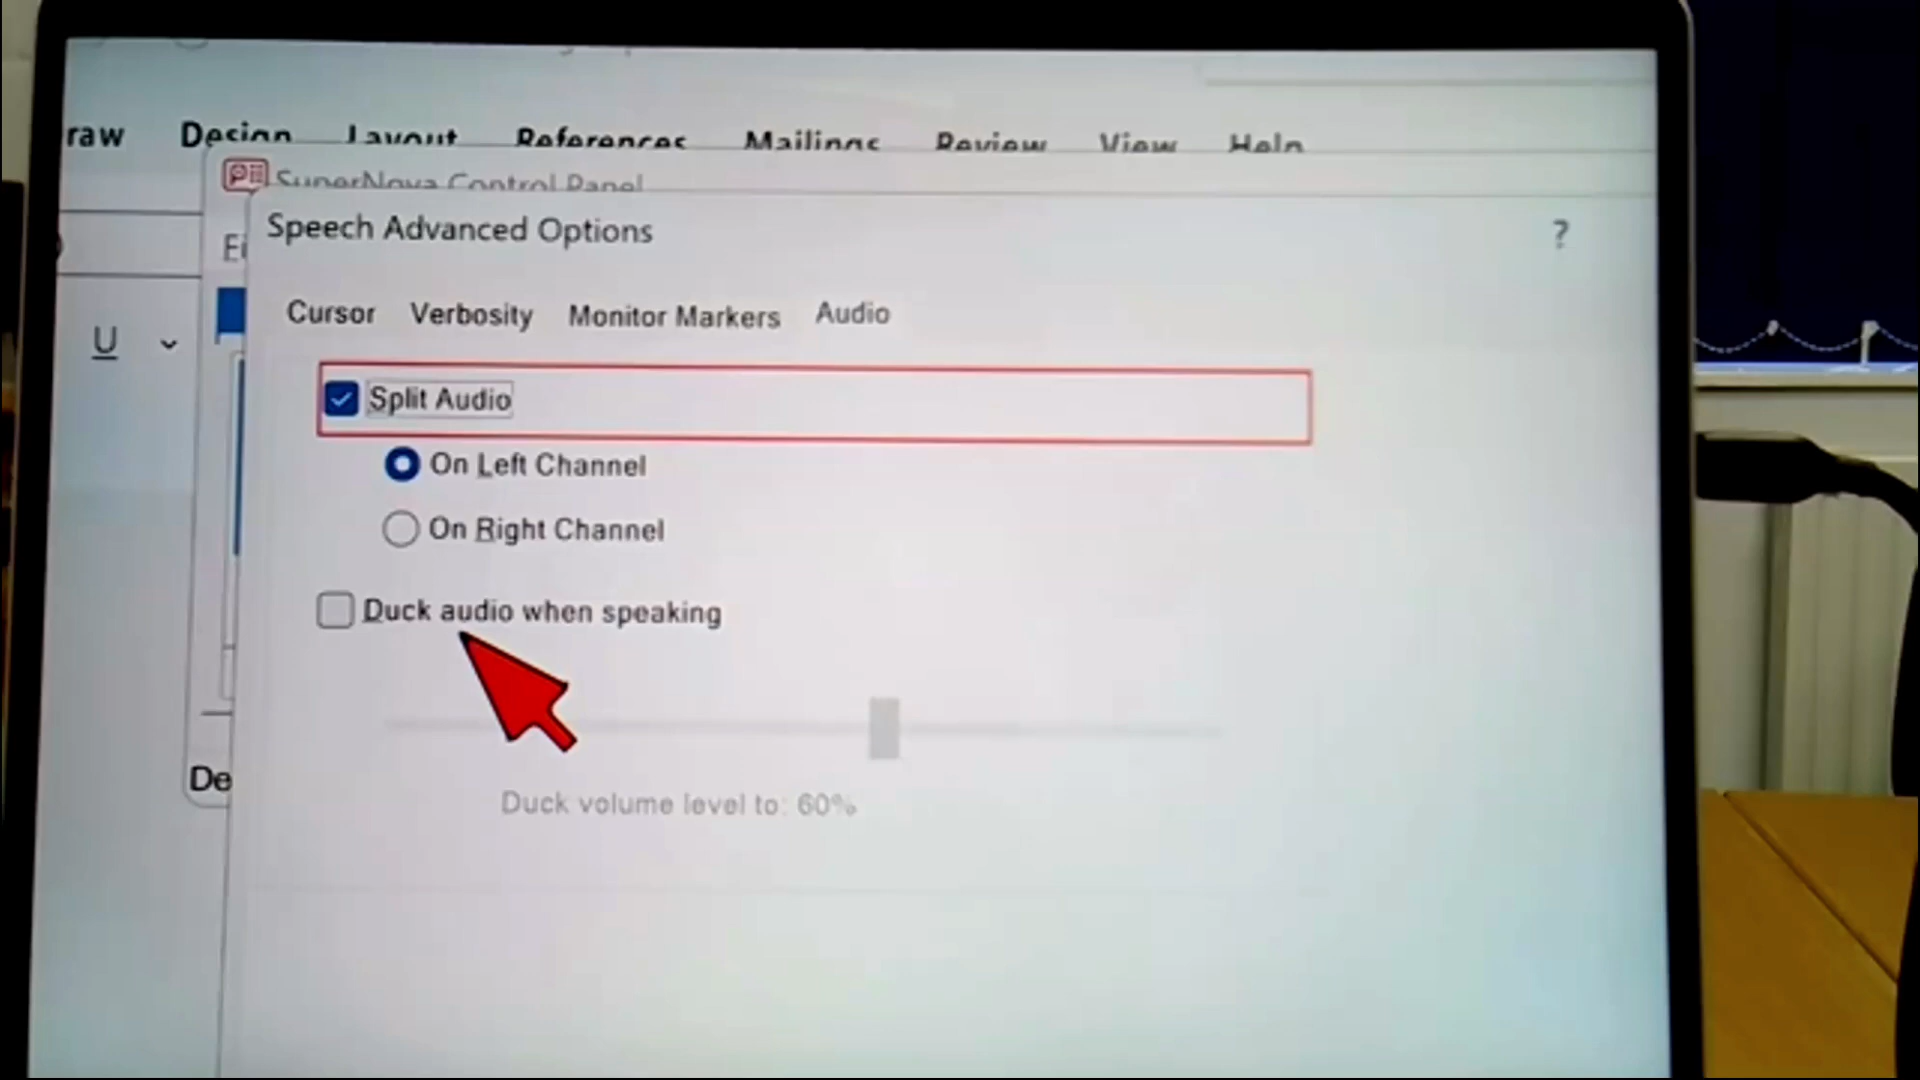 raw Design Layout References Mailings Review View Help
SuperNova Control Panel
Speech Advanced Options ?
Cursor Verbosity Monitor Markers Audio
U
Split Audio
On Left Channel
On Right Channel
Duck audio when speaking
De
Duck volume level to: 60%